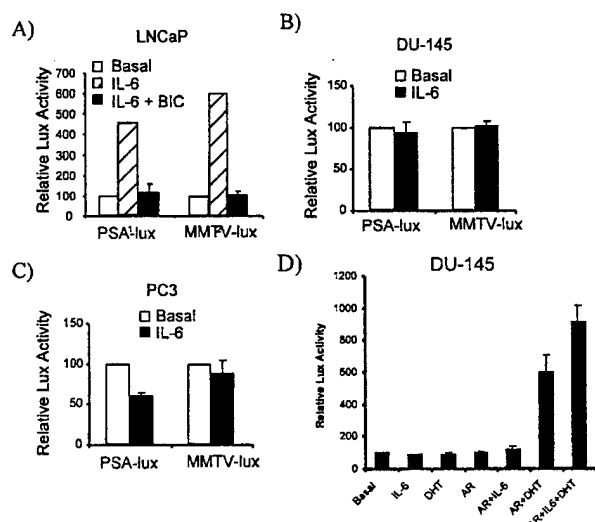 A)
LNCaP
Basal
IL-6
IL-6 + BIC
Relative Lux Activity
700
600
500
400
300
200
100
0
PSA-lux
MMTV-lux
B)
DU-145
Basal
IL-6
Relative Lux Activity
150
100
50
0
PSA-lux
MMTV-lux
C)
PC3
Basal
IL-6
Relative Lux Activity
150
100
50
0
PSA-lux
MMTV-lux
D)
DU-145
Relative Lux Activity
1200
1000
800
600
400
200
0
Basal
IL-6
DHT
AR
AR+IL-6
AR+DHT
AR+IL6+DHT